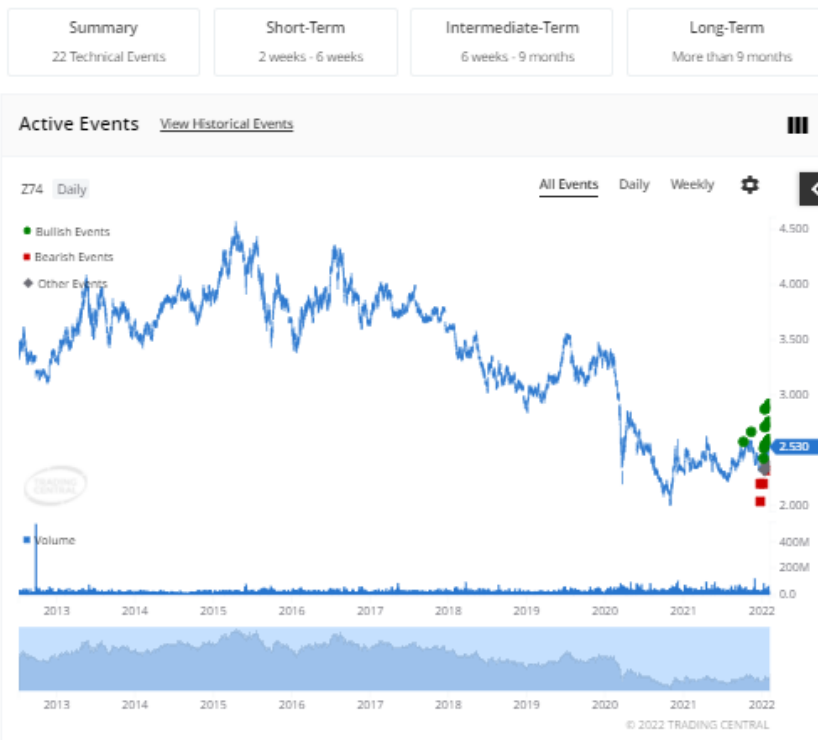 Summary
22 Technical Events
Short-Term
2 weeks - 6 weeks
Intermediate-Term
6 weeks - 9 months
Long-Term
More than 9 months
Active Events View Historical Events
Z74 Daily
All Events Daily Weekly
Bullish Events
Bearish Events
Other Events
4.500
4.000
3.500
3.000
2.530
2.000
TRADING
CENTRAL
Volume
400M
200M
0.0
2013 2014 2015 2016 2017 2018 2019 2020 2021 2022
2013 2014 2015 2016 2017 2018 2019 2020 2021 2022
© 2022 TRADING CENTRAL